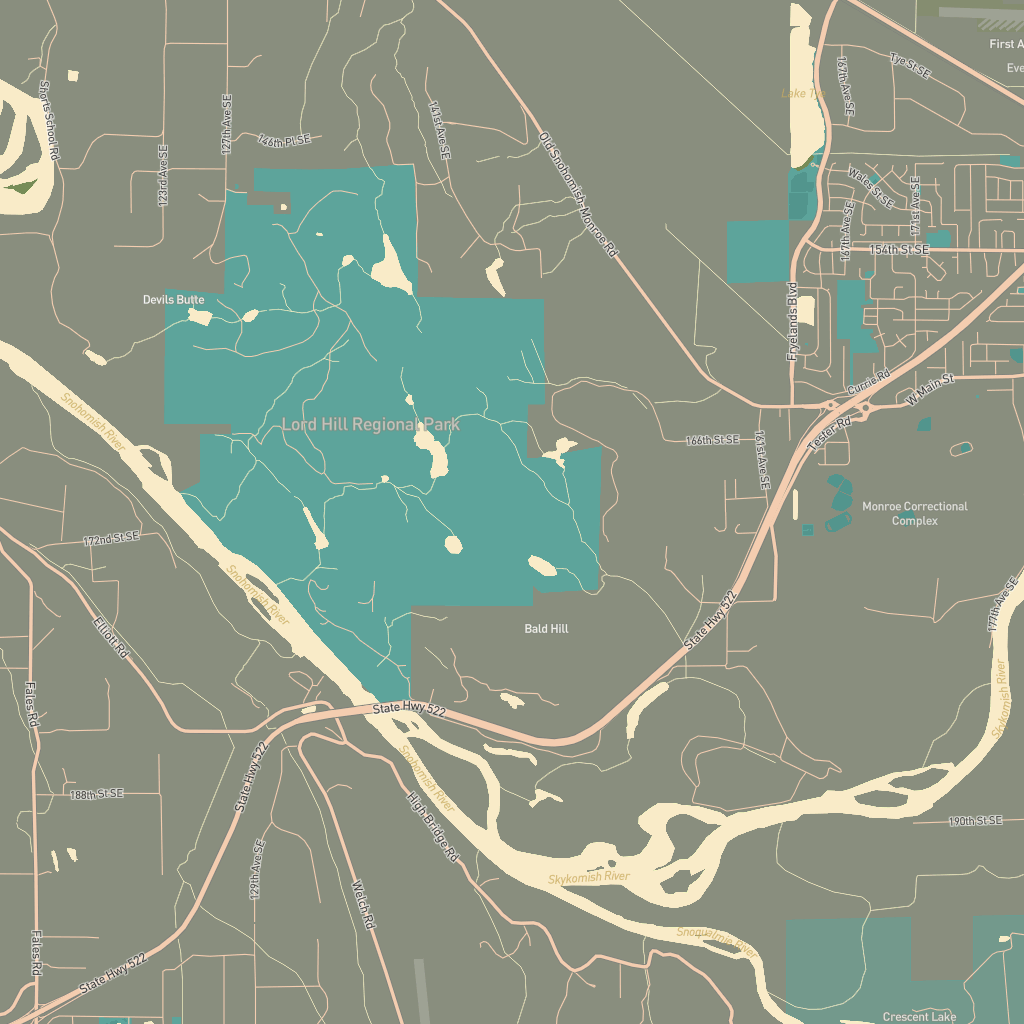 First A
Eve
Tye St SE
167th Ave SE
Lake Tye
Shorts School Rd
127th Ave SE
146th Pl SE
141st Ave SE
Old Snohomish-Monroe Rd
123rd Ave SE
Wales St SE
171st Ave SE
167th Ave SE
154th St SE
Devils Butte
Fryelands Blvd
Currie Rd
W Main St
Snohomish River
Lord Hill Regional Park
Tester Rd
166th St SE
161st Ave SE
Monroe Correctional
Complex
172nd St SE
Snohomish River
177th Ave SE
Elliott Rd
Bald Hill
State Hwy 522
Fales Rd
Skykomish River
State Hwy 522
State Hwy 522
Snohomish River
188th St SE
High Bridge Rd
190th St SE
129th Ave SE
Skykomish River
Welch Rd
Snoqualmie River
Fales Rd
State Hwy 522
Crescent Lake